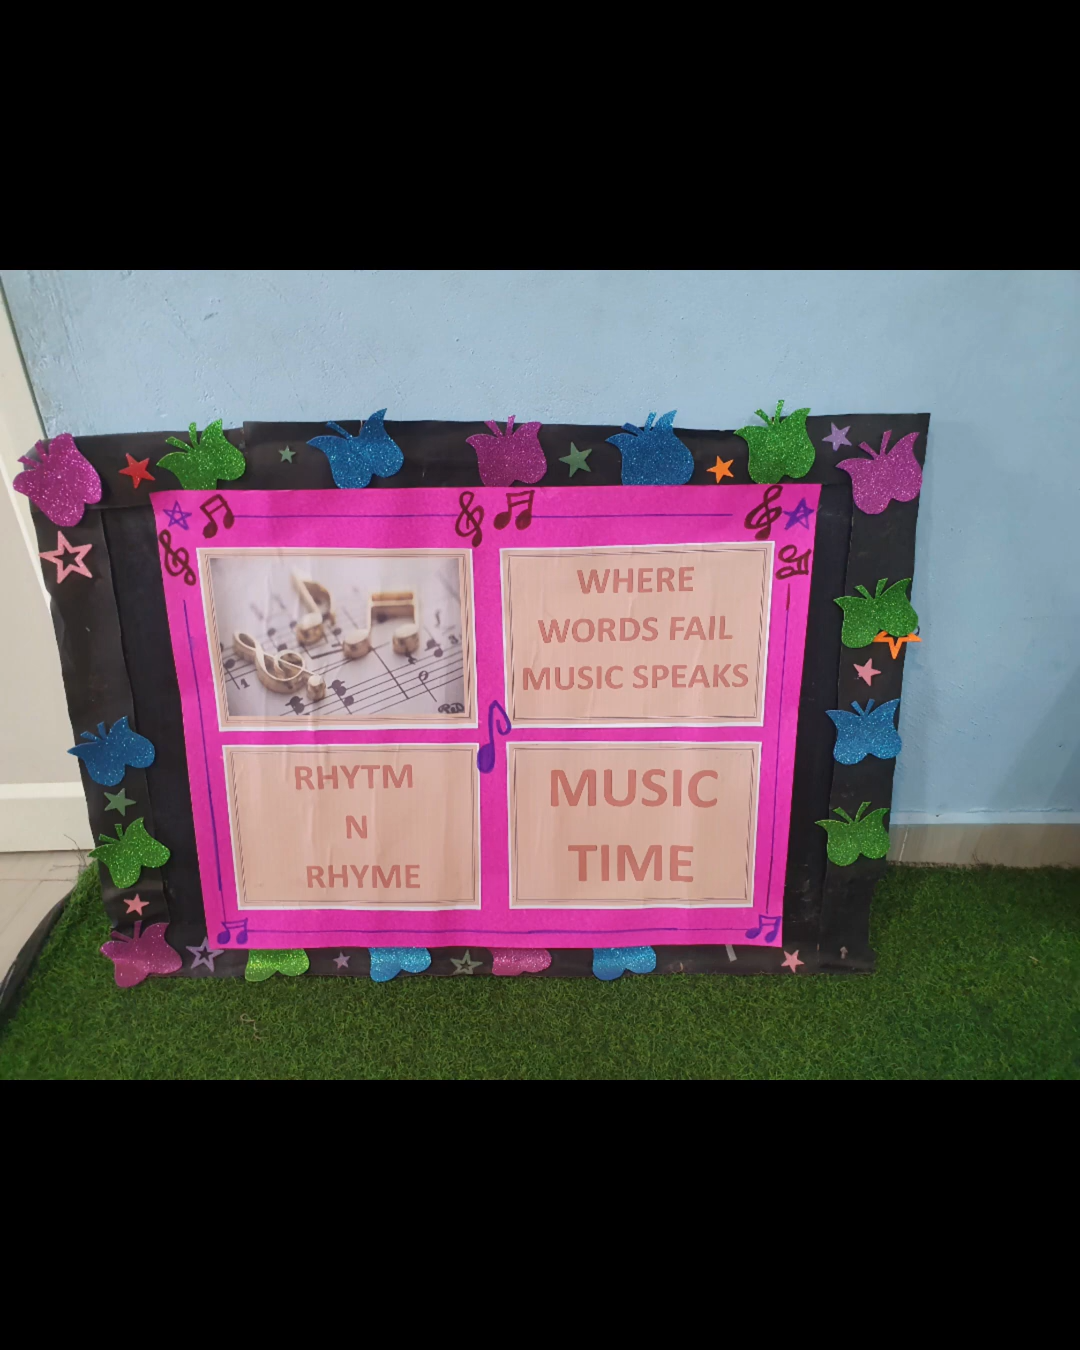 WHERE
WORDS FAIL
MUSIC SPEAKS
RHYTM
N
RHYME
MUSIC
TIME